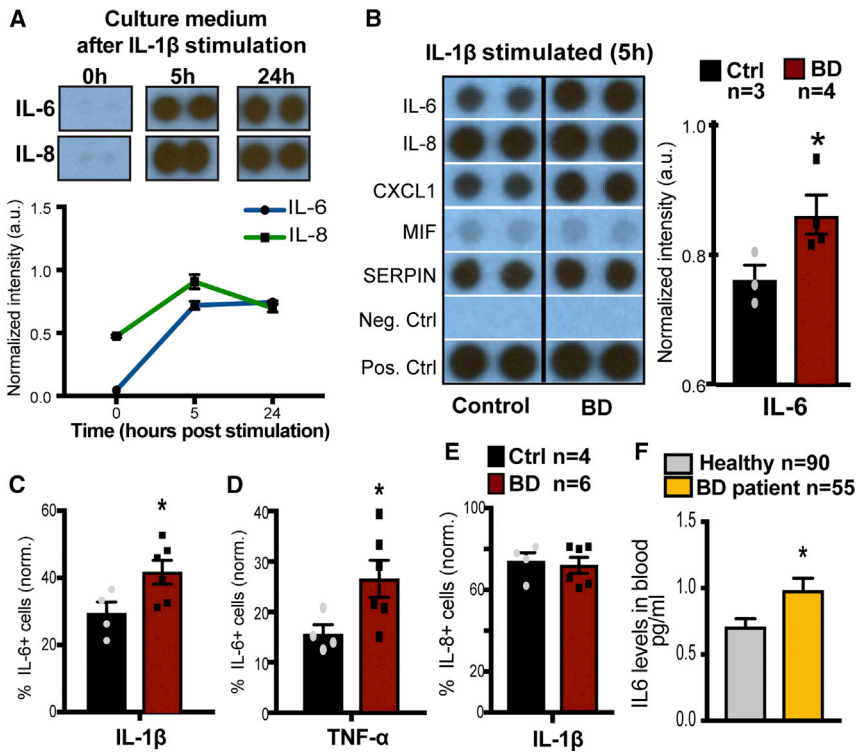 A
Culture medium
after IL-1β stimulation
0h 5h 24h
IL-6
IL-8
Normalized intensity (a.u.)
1.5
1.0
0.5
0.0
IL-6
IL-8
0 5 24
Time (hours post stimulation)
B
IL-1β stimulated (5h)
IL-6
IL-8
CXCL1
MIF
SERPIN
Neg. Ctrl
Pos. Ctrl
Control BD
Ctrl BD
n=3 n=4
Normalized intensity (a.u.)
1.0
0.8
0.6
*
IL-6
C
% IL-6+ cells (norm.)
60
40
20
0
*
IL-1β
D
% IL-6+ cells (norm.)
40
30
20
10
0
*
TNF-α
E
Ctrl n=4
BD n=6
% IL-8+ cells (norm.)
100
80
60
40
20
0
IL-1β
F
Healthy n=90
BD patient n=55
IL6 levels in blood
pg/ml
1.5
1.0
0.5
0.0
*